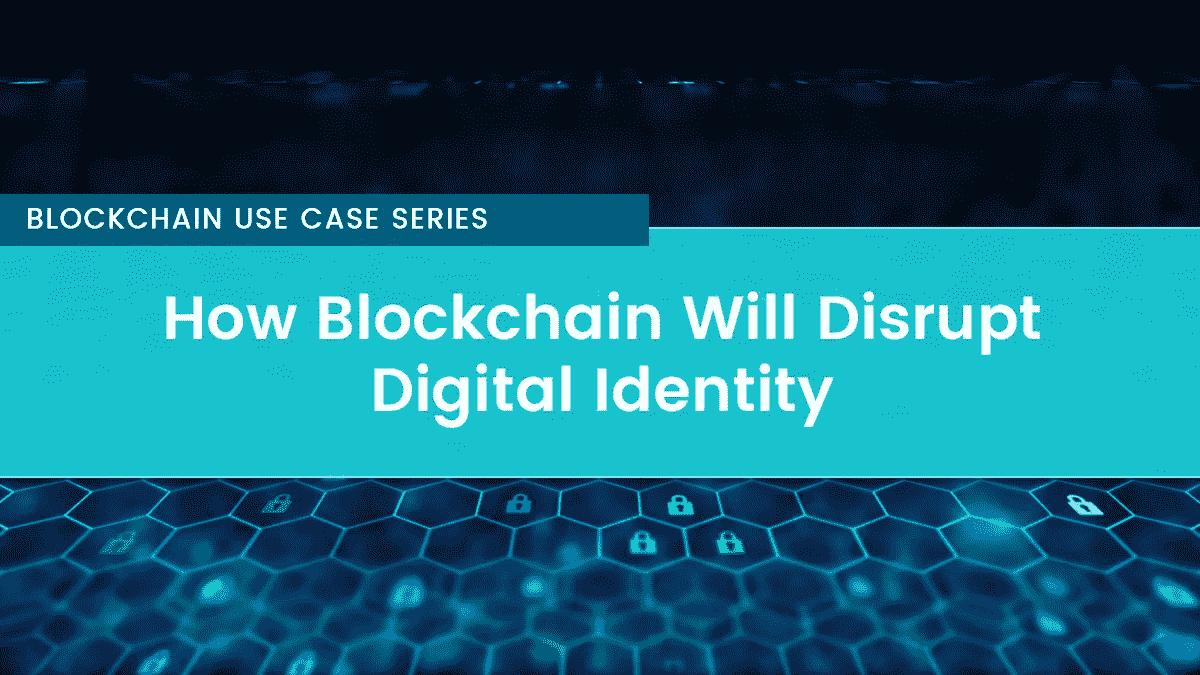 BLOCKCHAIN USE CASE SERIES
How Blockchain Will Disrupt
Digital Identity